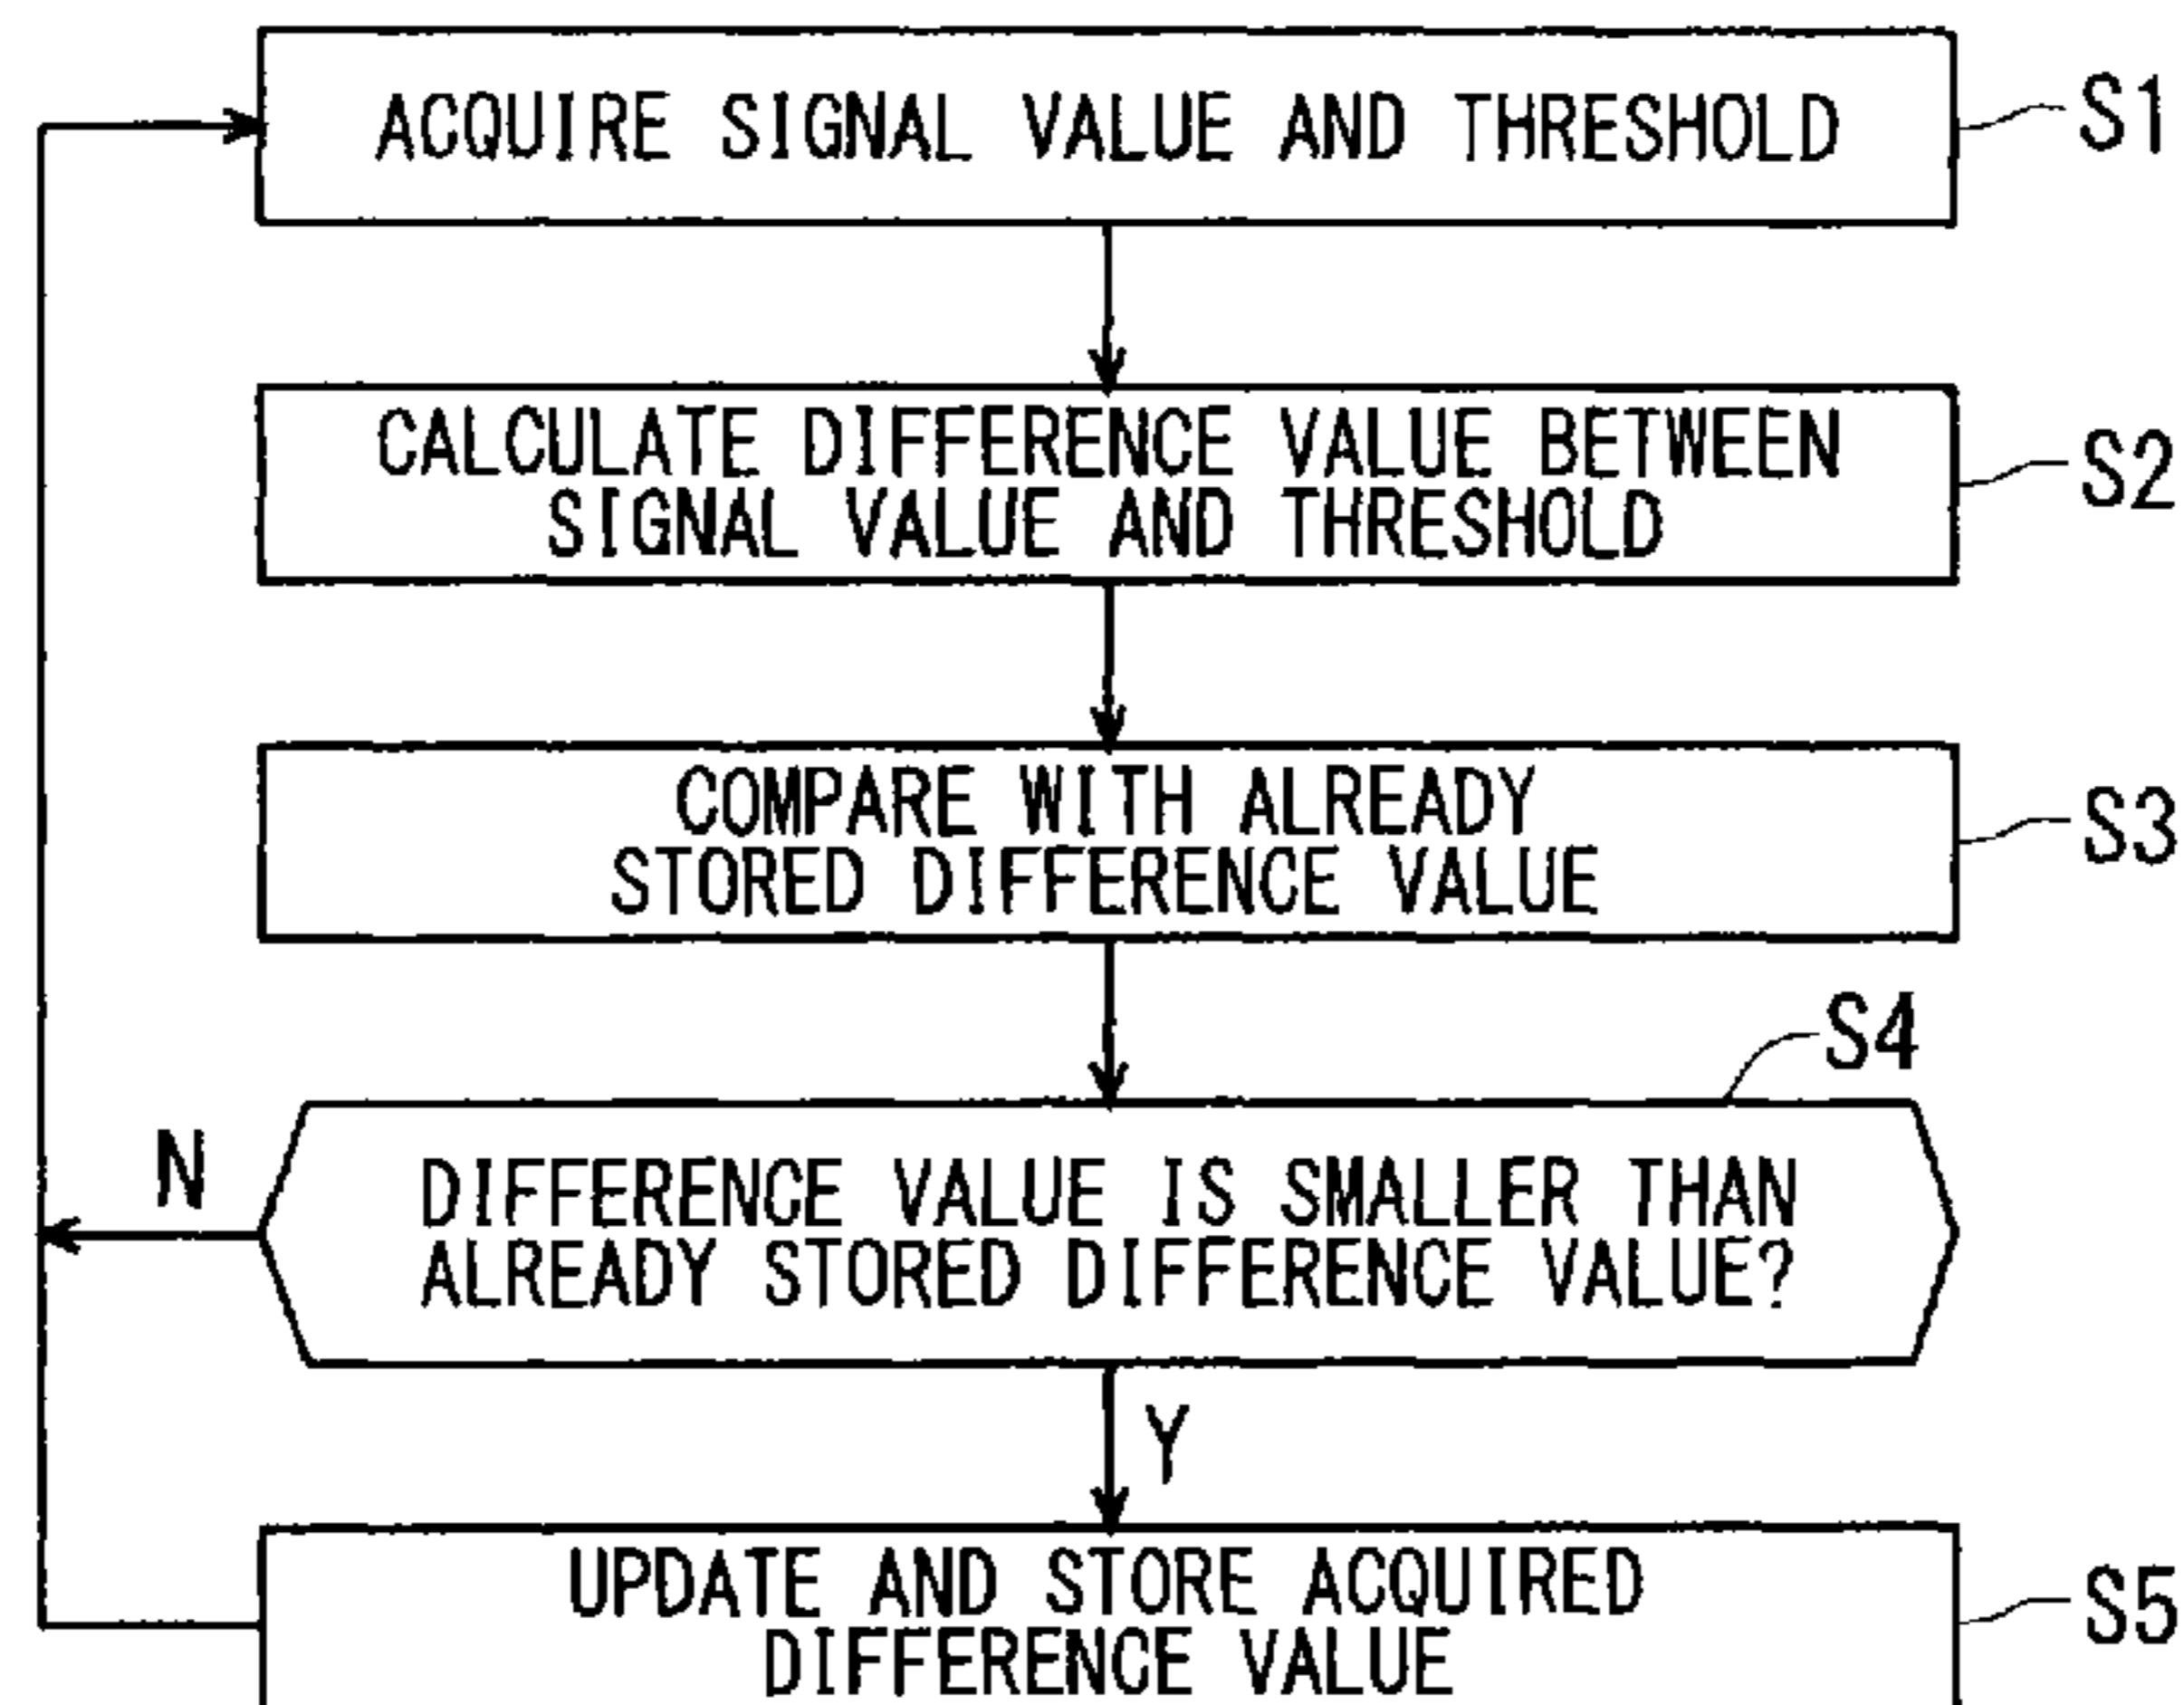 ACQUIRE SIGNAL VALUE AND THRESHOLD
S1
CALCULATE DIFFERENCE VALUE BETWEEN
SIGNAL VALUE AND THRESHOLD
S2
COMPARE WITH ALREADY
STORED DIFFERENCE VALUE
S3
S4
N
DIFFERENCE VALUE IS SMALLER THAN
ALREADY STORED DIFFERENCE VALUE?
Y
UPDATE AND STORE ACQUIRED
DIFFERENCE VALUE
S5